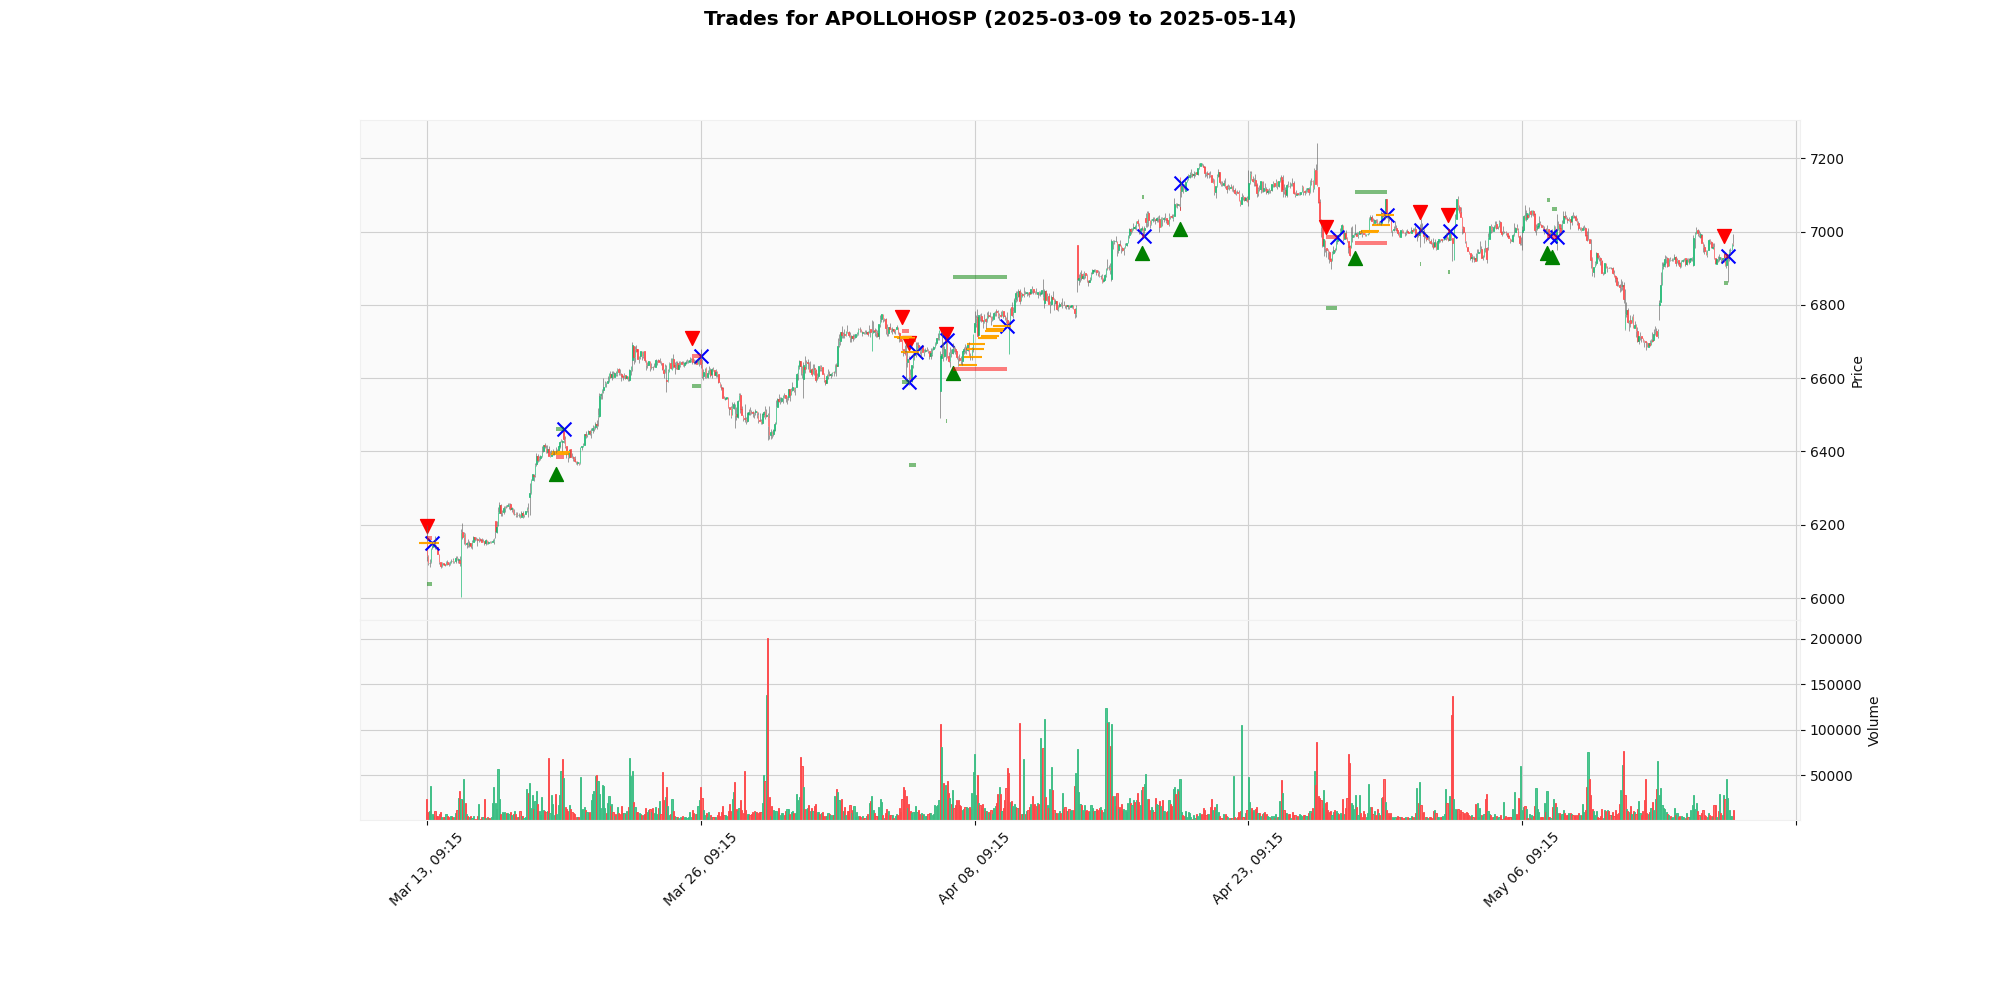 Trades for APOLLOHOSP (2025-03-09 to 2025-05-14)
7200
7000
6800
6600
6400
6200
6000
Price
200000
150000
100000
50000
Volume
Mar 13, 09:15
Mar 26, 09:15
Apr 08, 09:15
Apr 23, 09:15
May 06, 09:15